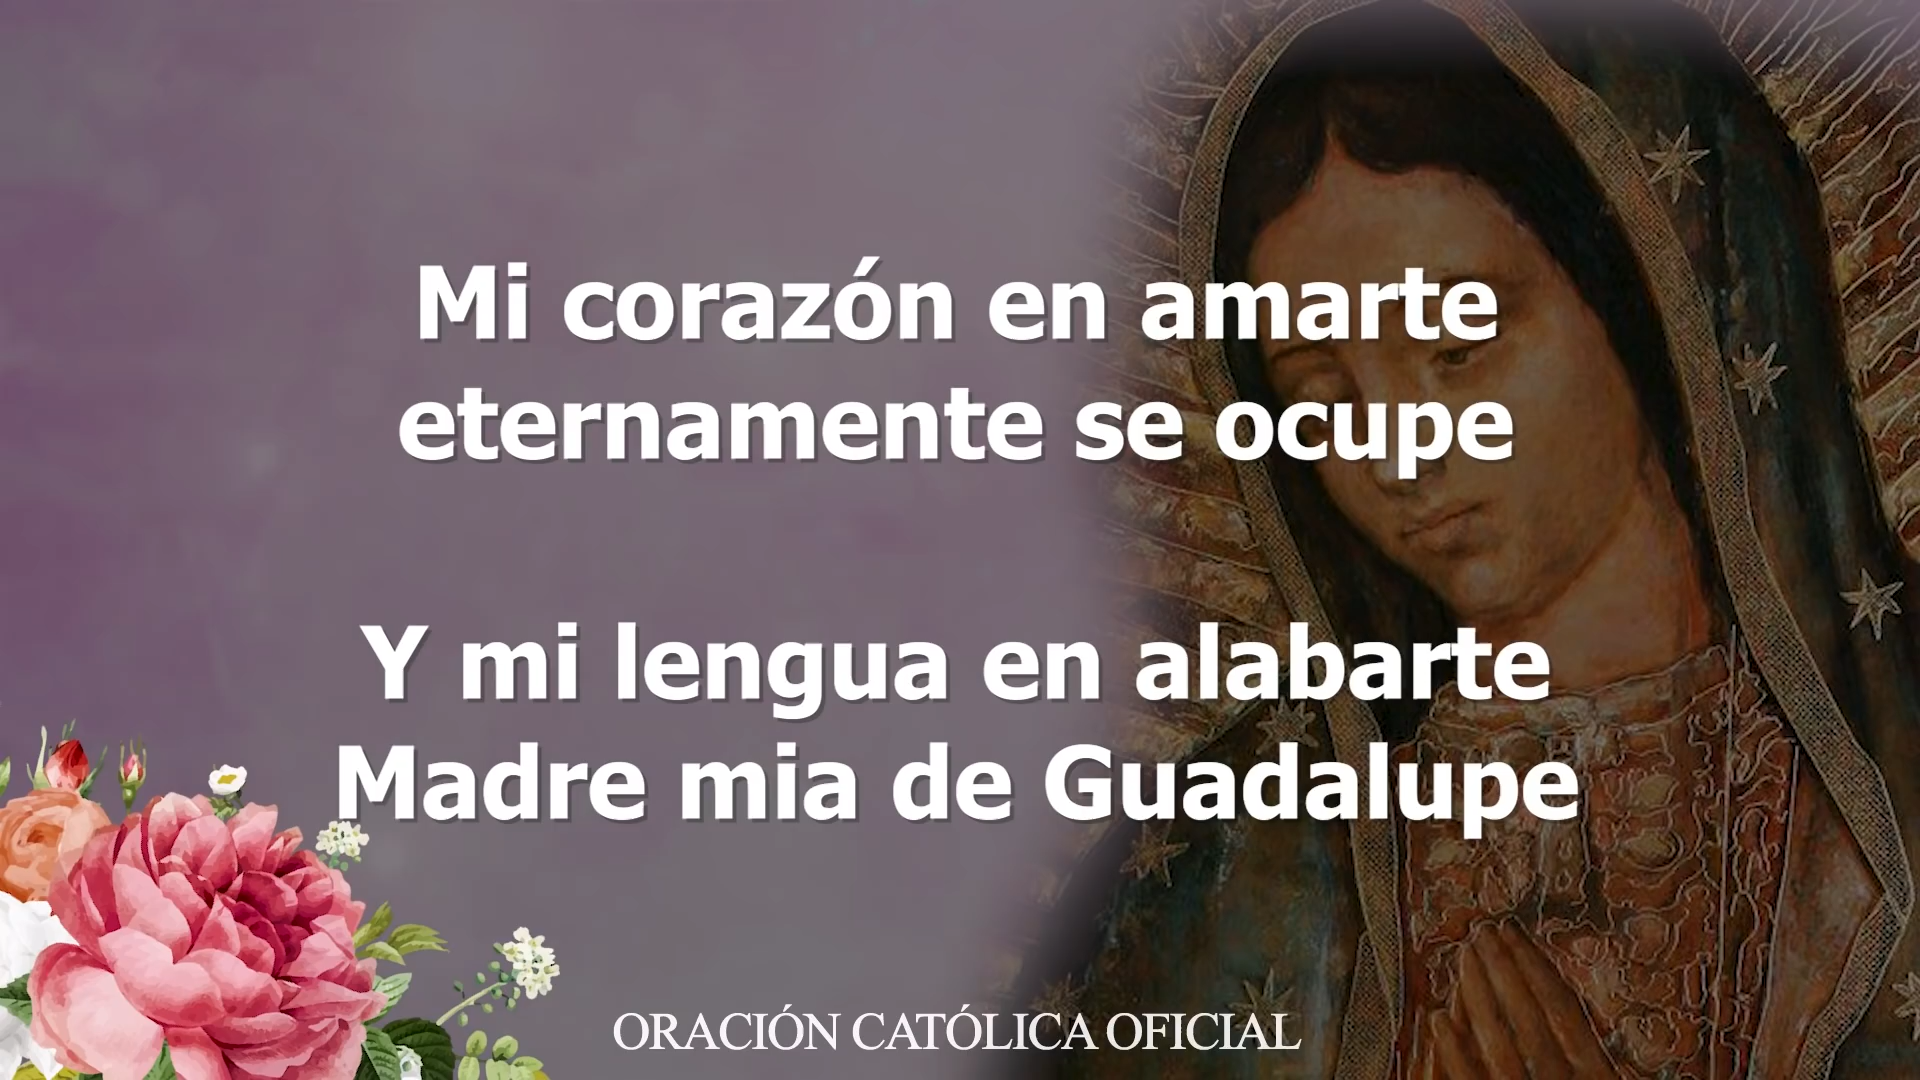 Mi corazón en amarte
eternamente se ocupe
Y mi lengua en alabarte
Madre mia de Guadalupe
ORACIÓN CATÓLICA OFICIAL